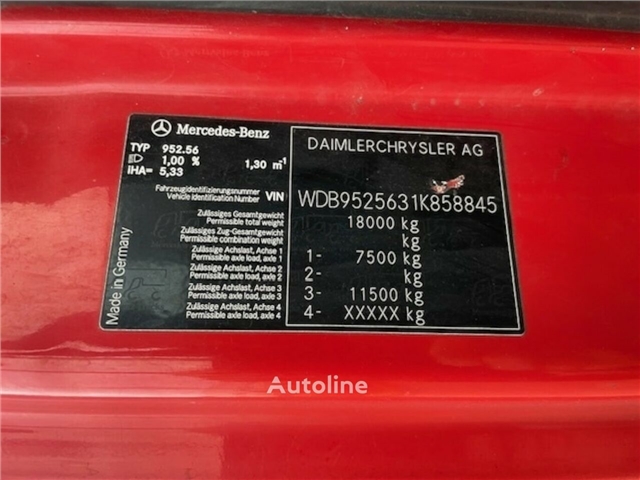 Mercedes-Benz
TYP 952.56
1,00 % 1,30 m⁻¹
iHA= 5,33
DAIMLERCHRYSLER AG
Fahrzeugidentifizierungsnummer
Vehicle identification Number VIN
WDB9525631K858845
Zulässiges Gesamtgewicht
Permissible total weight
18000 kg
Zulässiges Zug-Gesamtgewicht
Permissible combination weight
kg
Zulässige Achslast, Achse 1
Permissible axle load, axle 1
1- 7500 kg
Zulässige Achslast, Achse 2
Permissible axle load, axle 2
2- kg
Zulässige Achslast, Achse 3
Permissible axle load, axle 3
3- 11500 kg
Zulässige Achslast, Achse 4
Permissible axle load, axle 4
4- XXXXX kg
Made in Germany
Autoline